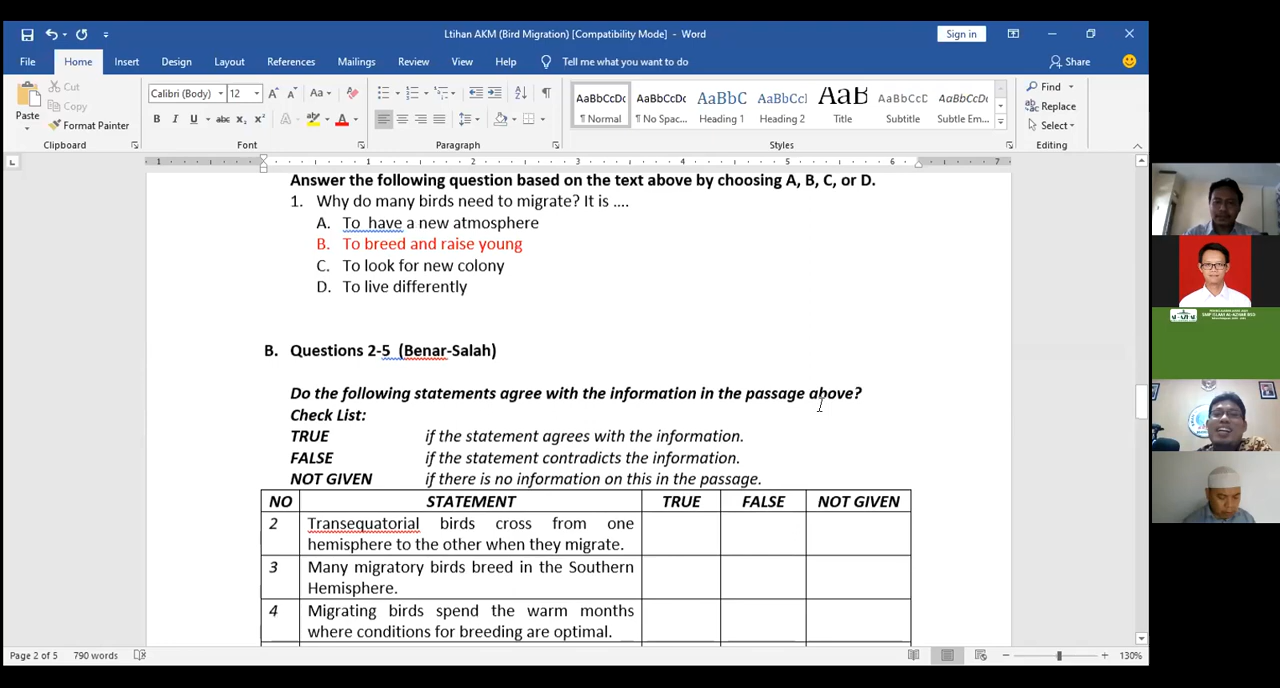 Ltihan AKM (Bird Migration) [Compatibility Mode] - Word
Sign in
File Home Insert Design Layout References Mailings Review View Help Tell me what you want to do Share
Paste
Cut
Copy
Format Painter
Clipboard
Calibri (Body) 12
Font
Paragraph
AaBbCcDc AaBbCcDc AaBbC AaBbCcl AaB AaBbCcD AaBbCcDc
¶ Normal ¶ No Spac... Heading 1 Heading 2 Title Subtitle Subtle Em...
Styles
Find
Replace
Select
Editing
1 1 2 3 4 5 6 7
Answer the following question based on the text above by choosing A, B, C, or D.
1. Why do many birds need to migrate? It is ....
A. To have a new atmosphere
B. To breed and raise young
C. To look for new colony
D. To live differently
B. Questions 2-5 (Benar-Salah)
Do the following statements agree with the information in the passage above?
Check List:
TRUE if the statement agrees with the information.
FALSE if the statement contradicts the information.
NOT GIVEN if there is no information on this in the passage.
NO STATEMENT TRUE FALSE NOT GIVEN
2 Transequatorial birds cross from one
hemisphere to the other when they migrate.
3 Many migratory birds breed in the Southern
Hemisphere.
4 Migrating birds spend the warm months
where conditions for breeding are optimal.
Page 2 of 5 790 words 130%